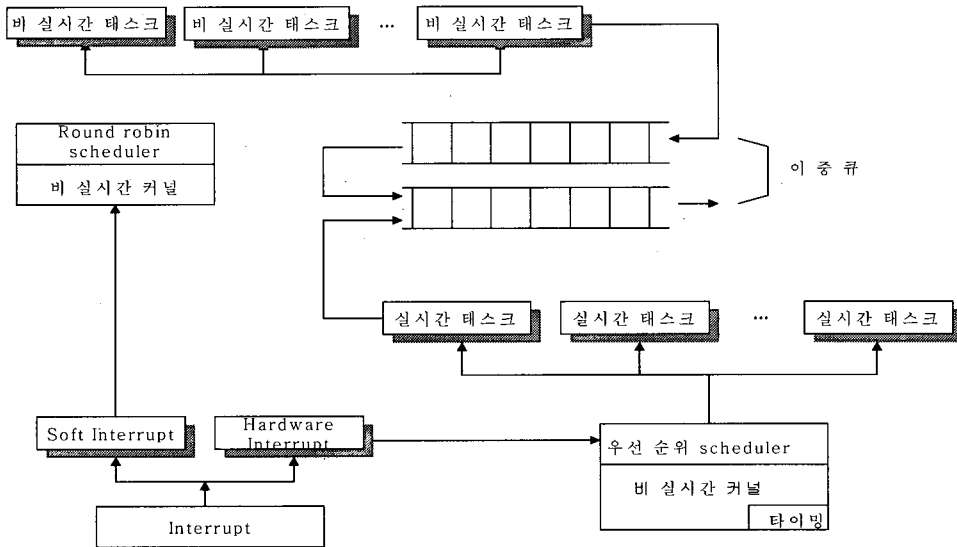 비 실시간 태스크
비 실시간 태스크
...
비 실시간 태스크
Round robin
scheduler
비 실시간 커널
이 중 큐
실시간 태스크
실시간 태스크
...
실시간 태스크
Soft Interrupt
Hardware
Interrupt
우선 순위 scheduler
비 실시간 커널
타이밍
Interrupt